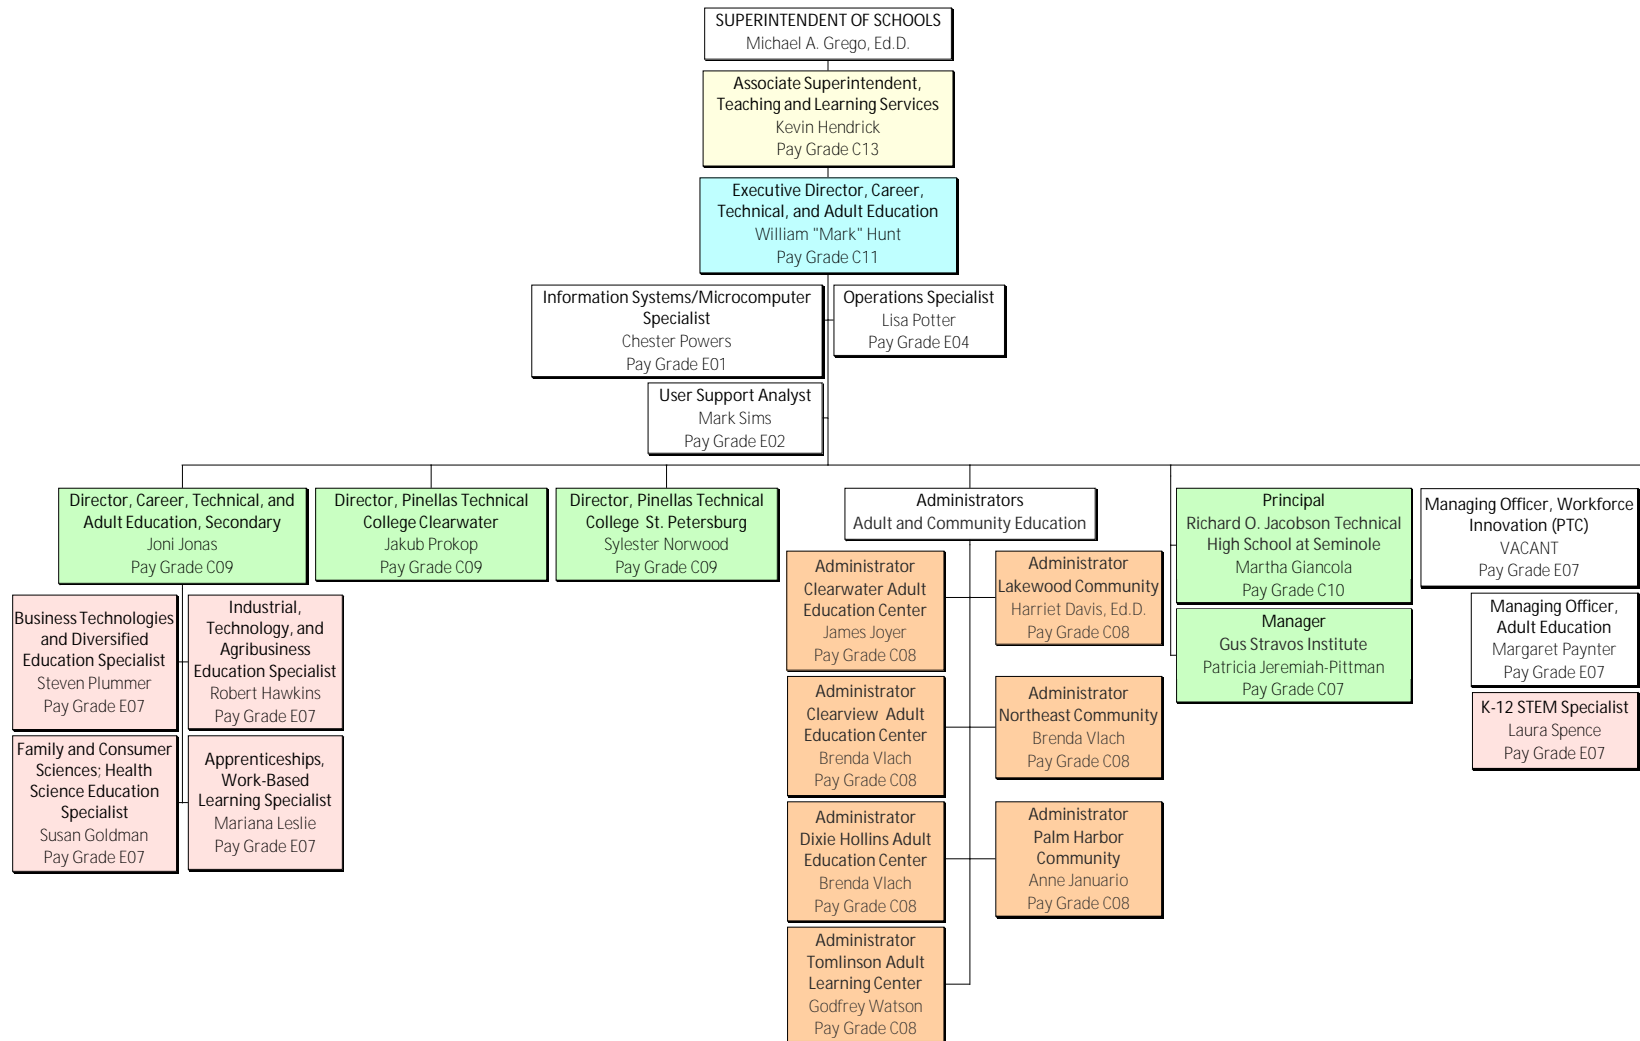 SUPERINTENDENT OF SCHOOLS
Michael A. Grego, Ed.D.
Associate Superintendent,
Teaching and Learning Services
Kevin Hendrick
Pay Grade C13
Executive Director, Career,
Technical, and Adult Education
William "Mark" Hunt
Pay Grade C11
Information Systems/Microcomputer
Specialist
Chester Powers
Pay Grade E01
Operations Specialist
Lisa Potter
Pay Grade E04
User Support Analyst
Mark Sims
Pay Grade E02
Director, Career, Technical, and
Adult Education, Secondary
Joni Jonas
Pay Grade C09
Director, Pinellas Technical
College Clearwater
Jakub Prokop
Pay Grade C09
Director, Pinellas Technical
College St. Petersburg
Sylester Norwood
Pay Grade C09
Administrators
Adult and Community Education
Principal
Richard O. Jacobson Technical
High School at Seminole
Martha Giancola
Pay Grade C10
Managing Officer, Workforce
Innovation (PTC)
VACANT
Pay Grade E07
Business Technologies
and Diversified
Education Specialist
Steven Plummer
Pay Grade E07
Industrial,
Technology, and
Agribusiness
Education Specialist
Robert Hawkins
Pay Grade E07
Family and Consumer
Sciences; Health
Science Education
Specialist
Susan Goldman
Pay Grade E07
Apprenticeships,
Work-Based
Learning Specialist
Mariana Leslie
Pay Grade E07
Administrator
Clearwater Adult
Education Center
James Joyer
Pay Grade C08
Administrator
Lakewood Community
Harriet Davis, Ed.D.
Pay Grade C08
Administrator
Clearview Adult
Education Center
Brenda Vlach
Pay Grade C08
Administrator
Northeast Community
Brenda Vlach
Pay Grade C08
Administrator
Dixie Hollins Adult
Education Center
Brenda Vlach
Pay Grade C08
Administrator
Palm Harbor
Community
Anne Januario
Pay Grade C08
Administrator
Tomlinson Adult
Learning Center
Godfrey Watson
Pay Grade C08
Manager
Gus Stravos Institute
Patricia Jeremiah-Pittman
Pay Grade C07
Managing Officer,
Adult Education
Margaret Paynter
Pay Grade E07
K-12 STEM Specialist
Laura Spence
Pay Grade E07